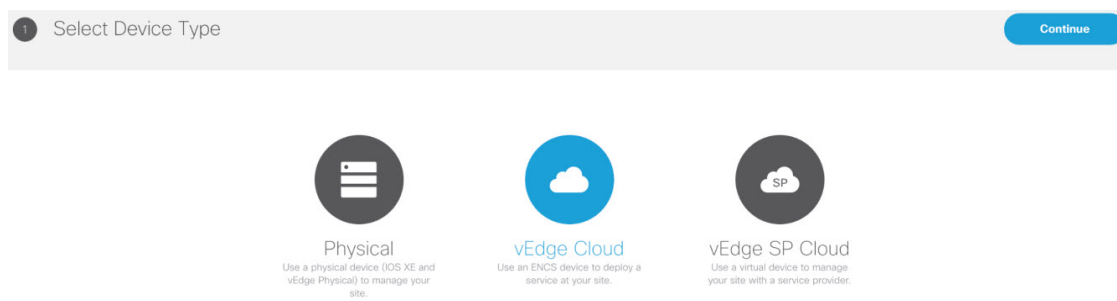 1 Select Device Type
Continue
SP
Physical
Use a physical device (IOS XE and
vEdge Physical) to manage your
site.
vEdge Cloud
Use an ENCS device to deploy a
service at your site.
vEdge SP Cloud
Use a virtual device to manage
your site with a service provider.